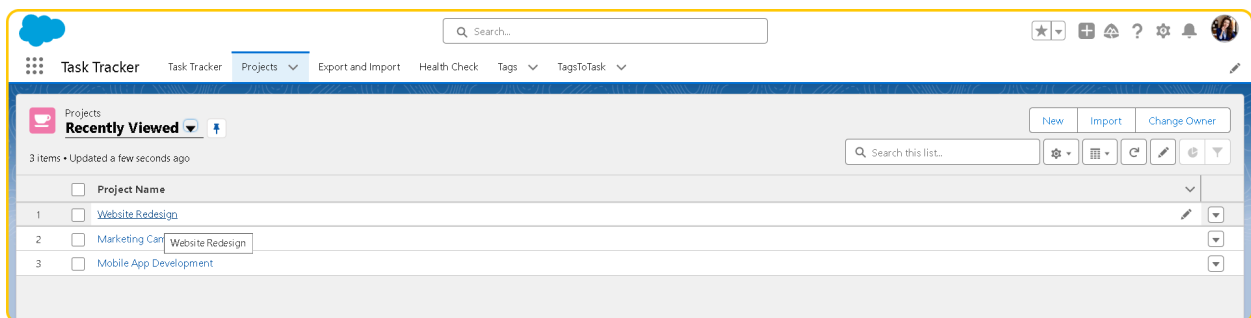 Search...
Task Tracker Task Tracker Projects Export and Import Health Check Tags TagsToTask
Projects
Recently Viewed
New Import Change Owner
3 items • Updated a few seconds ago
Search this list...
Project Name
1 Website Redesign
2 Marketing Cam
Website Redesign
3 Mobile App Development